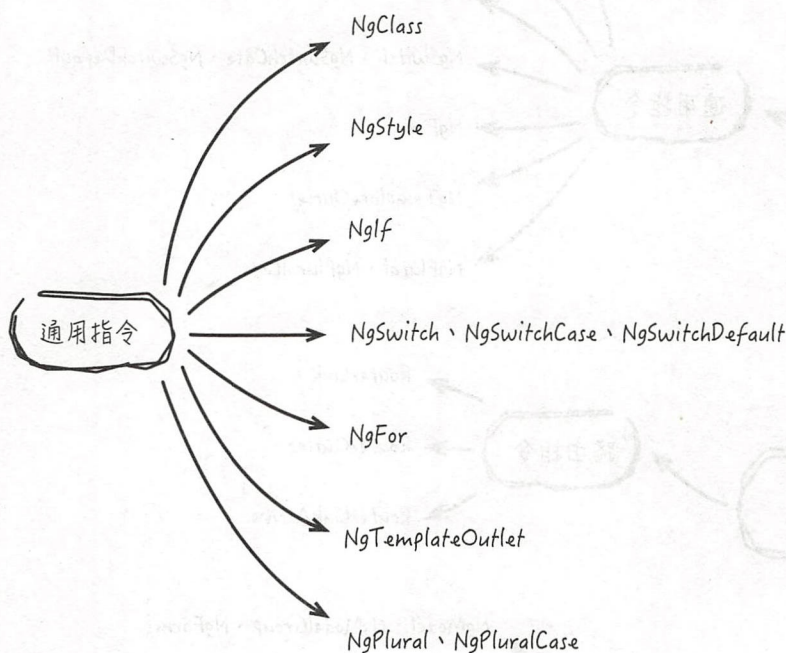 NgClass
NgStyle
NgIf
通用指令
NgSwitch、NgSwitchCase、NgSwitchDefault
NgFor
NgTemplateOutlet
NgPlural、NgPluralCase